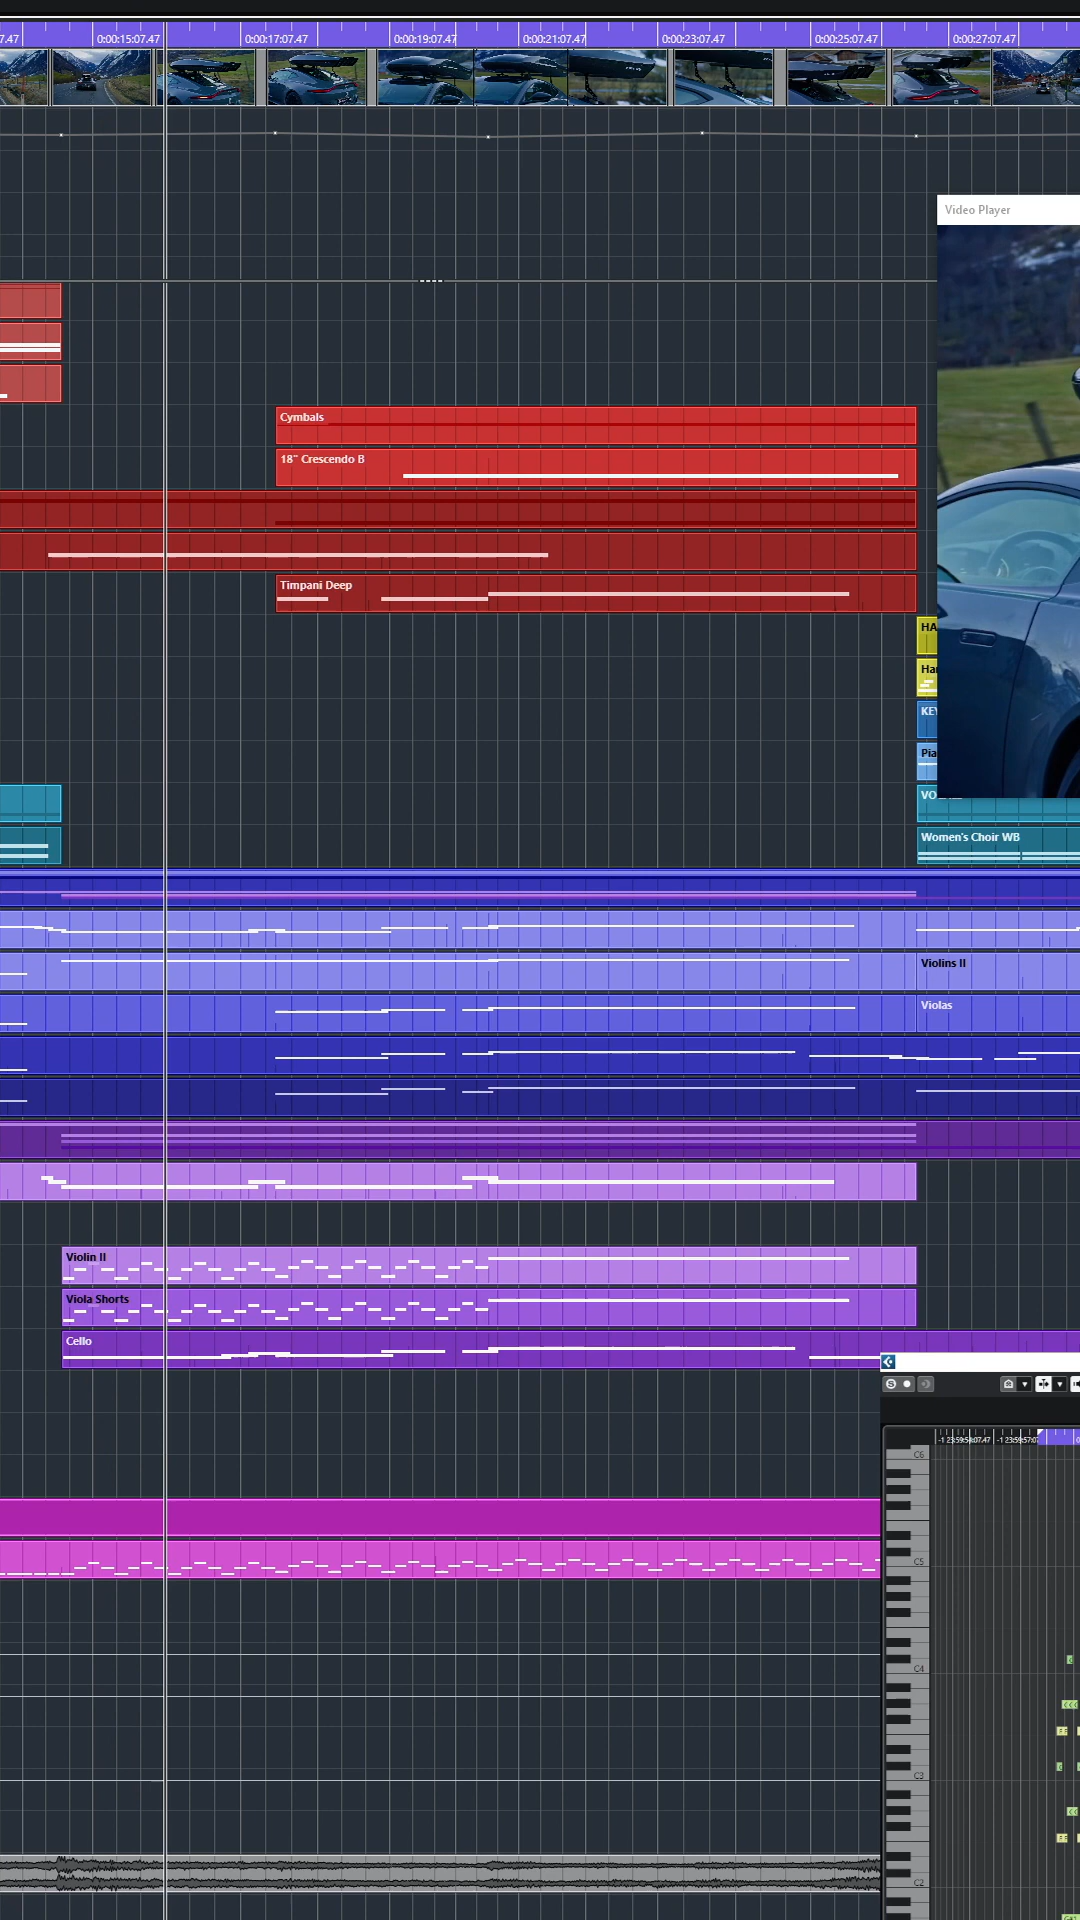 7.47 0:00:15:07.47 0:00:17:07.47 0:00:19:07.47 0:00:21:07.47 0:00:23:07.47 0:00:25:07.47 0:00:27:07.47
Video Player
Cymbals
18" Crescendo B
Timpani Deep
HA
Har
KEY
Pia
VO
Women's Choir WB
Violins II
Violas
Violin II
Viola Shorts
Cello
S
C6
C5
C4
C3
C2